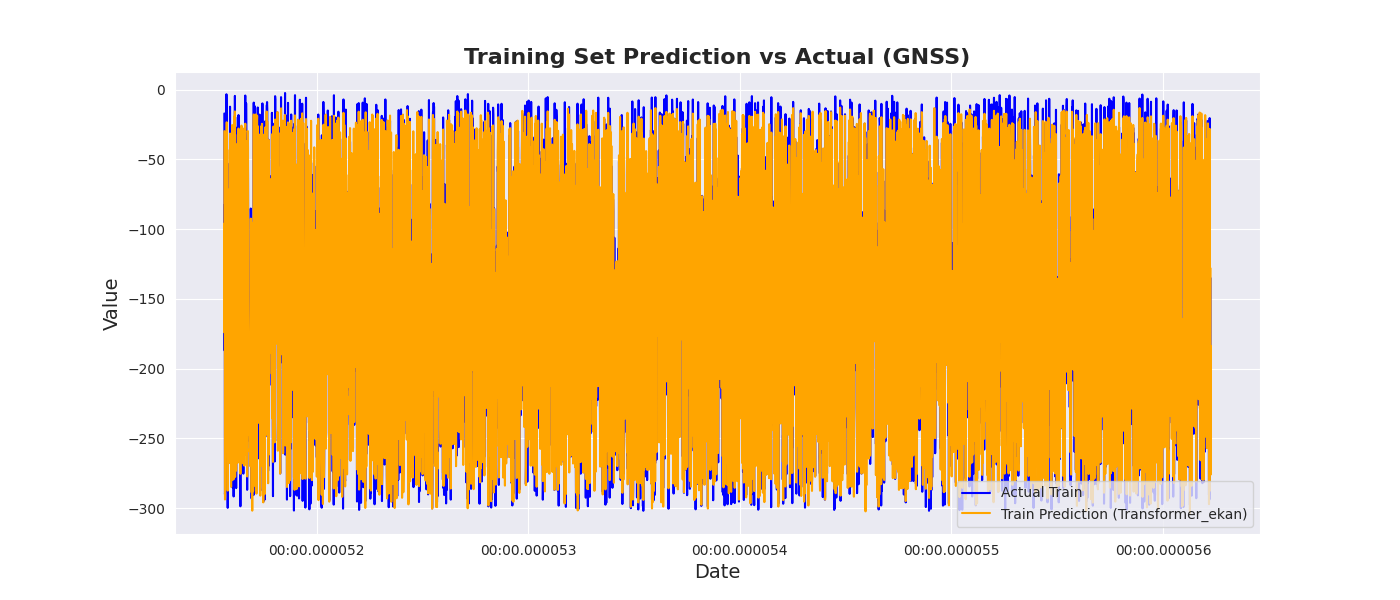 Training Set Prediction vs Actual (GNSS)
0
−50
−100
−150
−200
−250
−300
Value
Actual Train
Train Prediction (Transformer_ekan)
00:00.000052
00:00.000053
00:00.000054
00:00.000055
00:00.000056
Date